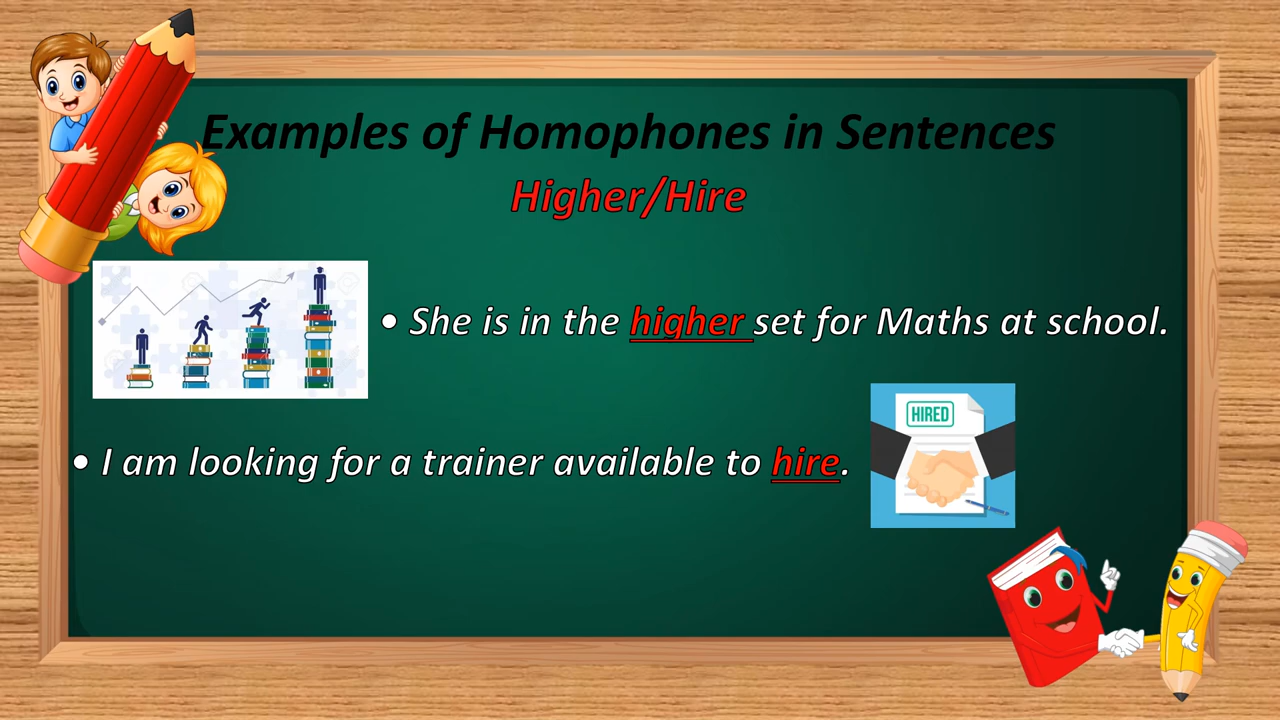 Examples of Homophones in Sentences
Higher/Hire
• She is in the higher set for Maths at school.
HIRED
• I am looking for a trainer available to hire.